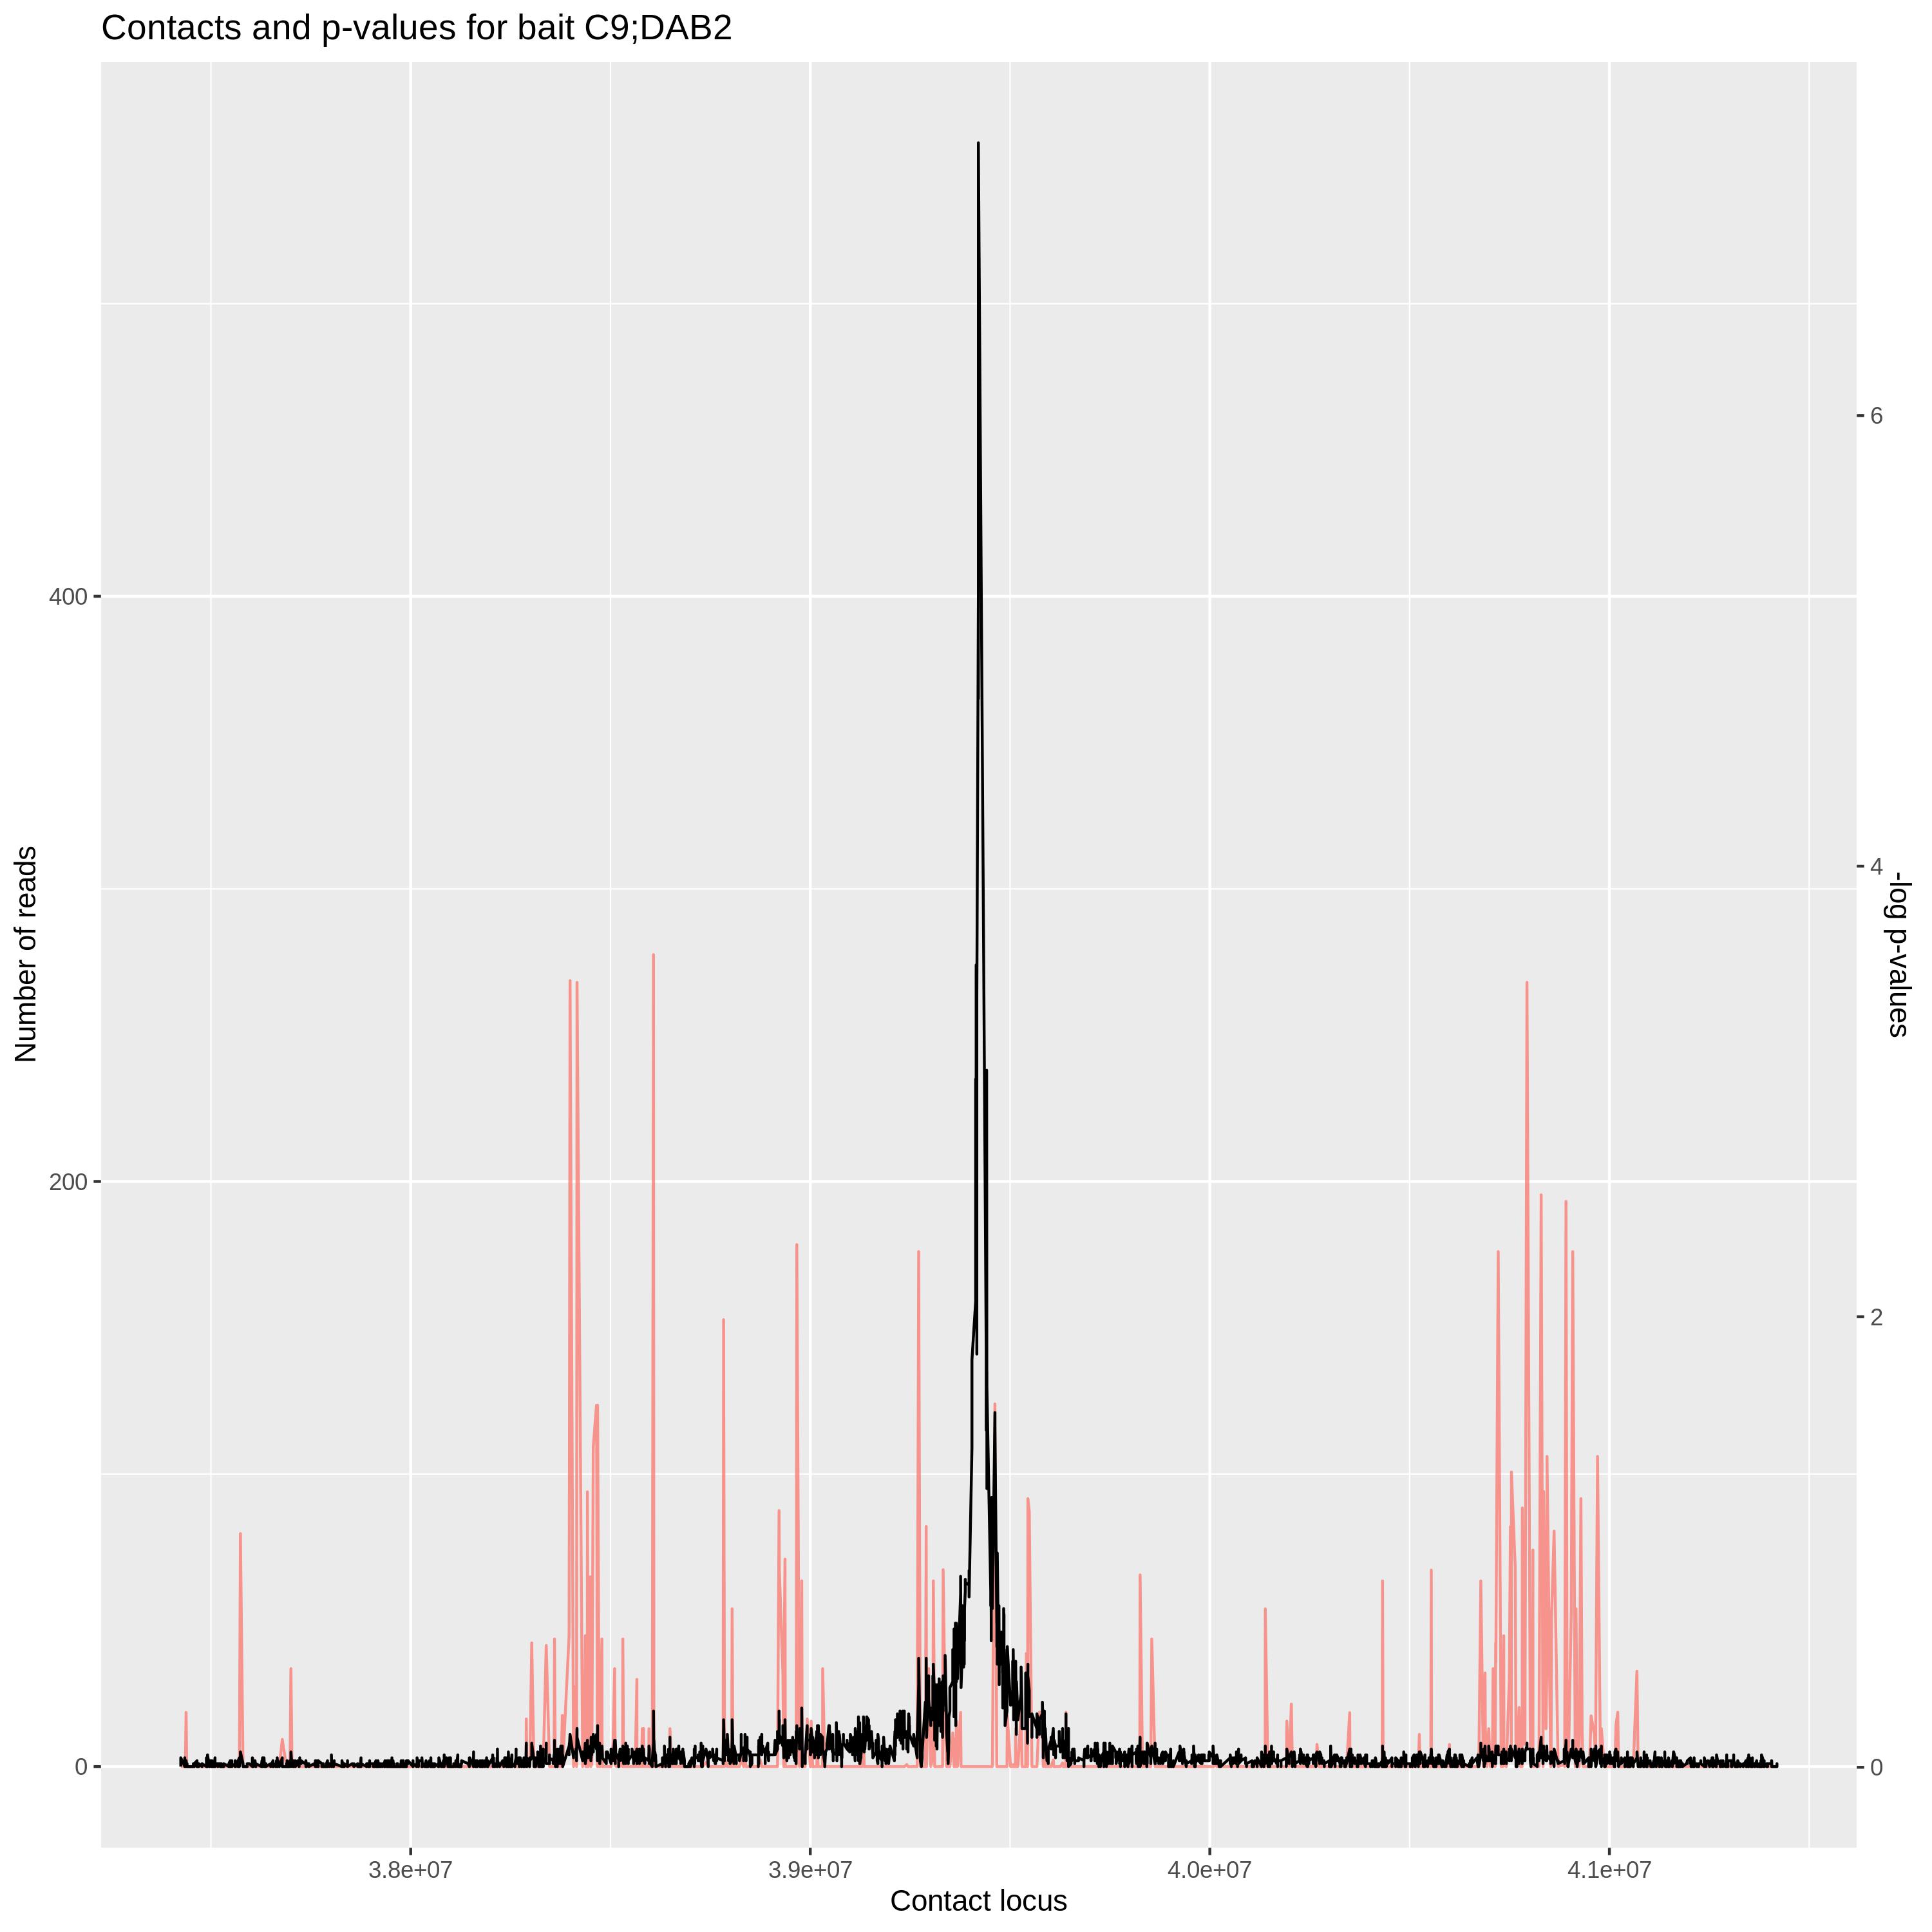 Contacts and p-values for bait C9;DAB2
Number of reads
400
200
0
6
4
2
0
-log p-values
3.8e+07
3.9e+07
4.0e+07
4.1e+07
Contact locus